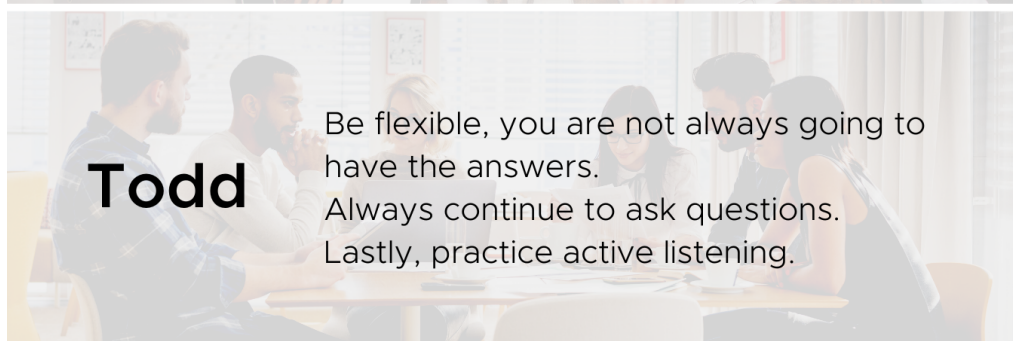 Todd
Be flexible, you are not always going to
have the answers.
Always continue to ask questions.
Lastly, practice active listening.